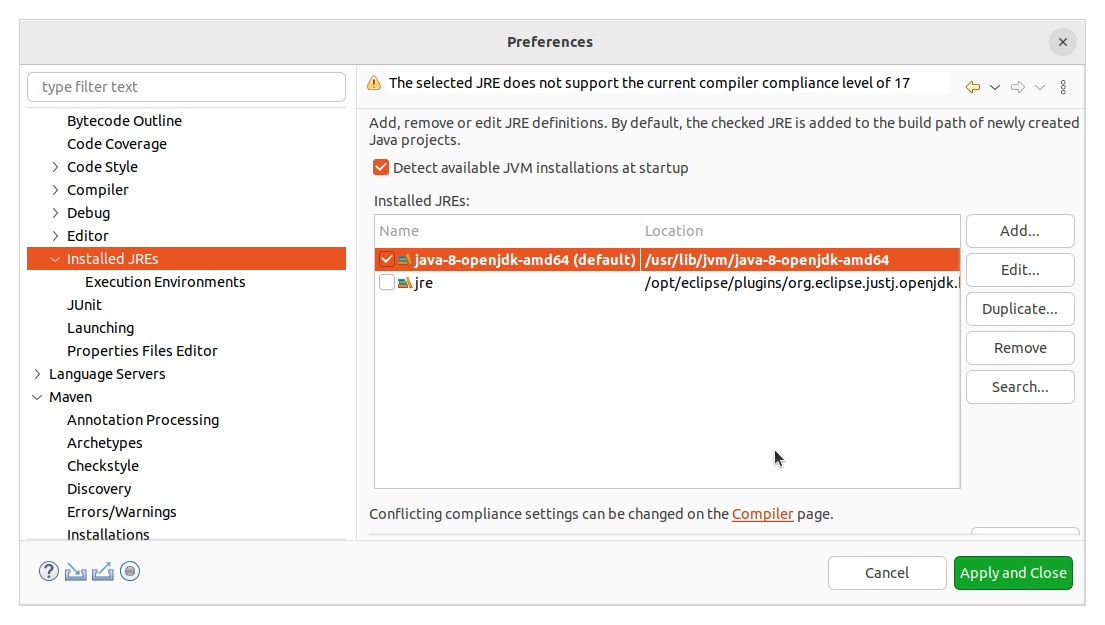 Preferences
type filter text
The selected JRE does not support the current compiler compliance level of 17
Bytecode Outline
Code Coverage
Code Style
Compiler
Debug
Editor
Installed JREs
Execution Environments
JUnit
Launching
Properties Files Editor
Language Servers
Maven
Annotation Processing
Archetypes
Checkstyle
Discovery
Errors/Warnings
Installations
Add, remove or edit JRE definitions. By default, the checked JRE is added to the build path of newly created
Java projects.
Detect available JVM installations at startup
Installed JREs:
Name Location
java-8-openjdk-amd64 (default) /usr/lib/jvm/java-8-openjdk-amd64
jre /opt/eclipse/plugins/org.eclipse.justj.openjdk.
Add...
Edit...
Duplicate...
Remove
Search...
Conflicting compliance settings can be changed on the Compiler page.
Cancel
Apply and Close